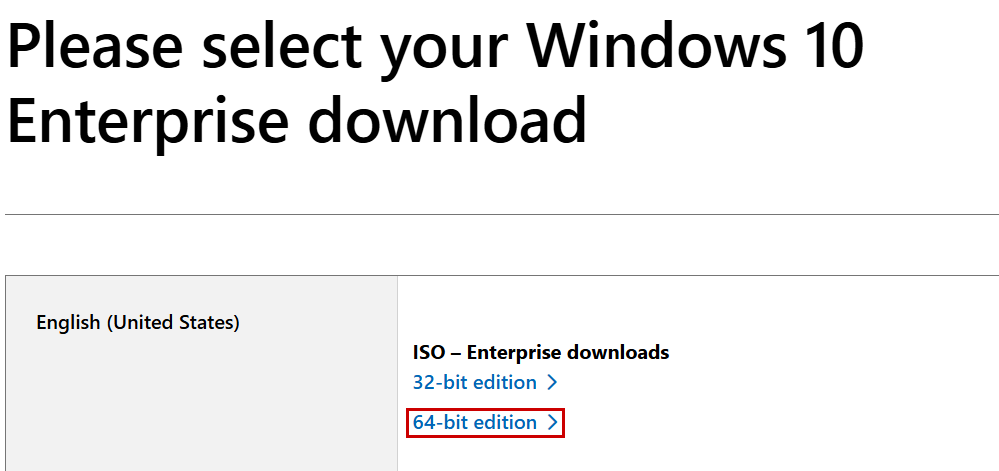 Please select your Windows 10
Enterprise download
English (United States)
ISO – Enterprise downloads
32-bit edition
64-bit edition